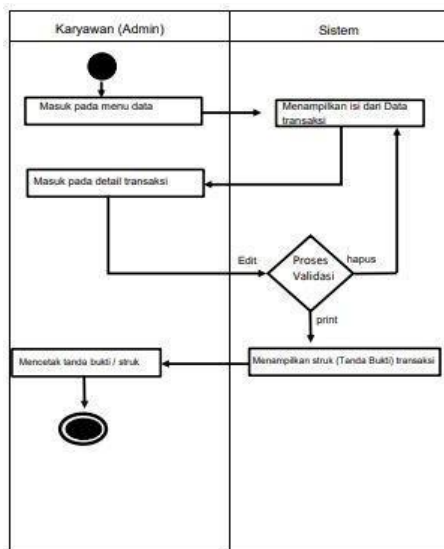 Karyawan (Admin)
Sistem
Masuk pada menu data
Menampilkan isi dari Data
transaksi
Masuk pada detail transaksi
Edit
Proses
Validasi
hapus
print
Mencetak tanda bukti / struk
Menampilkan struk (Tanda Bukti) transaksi